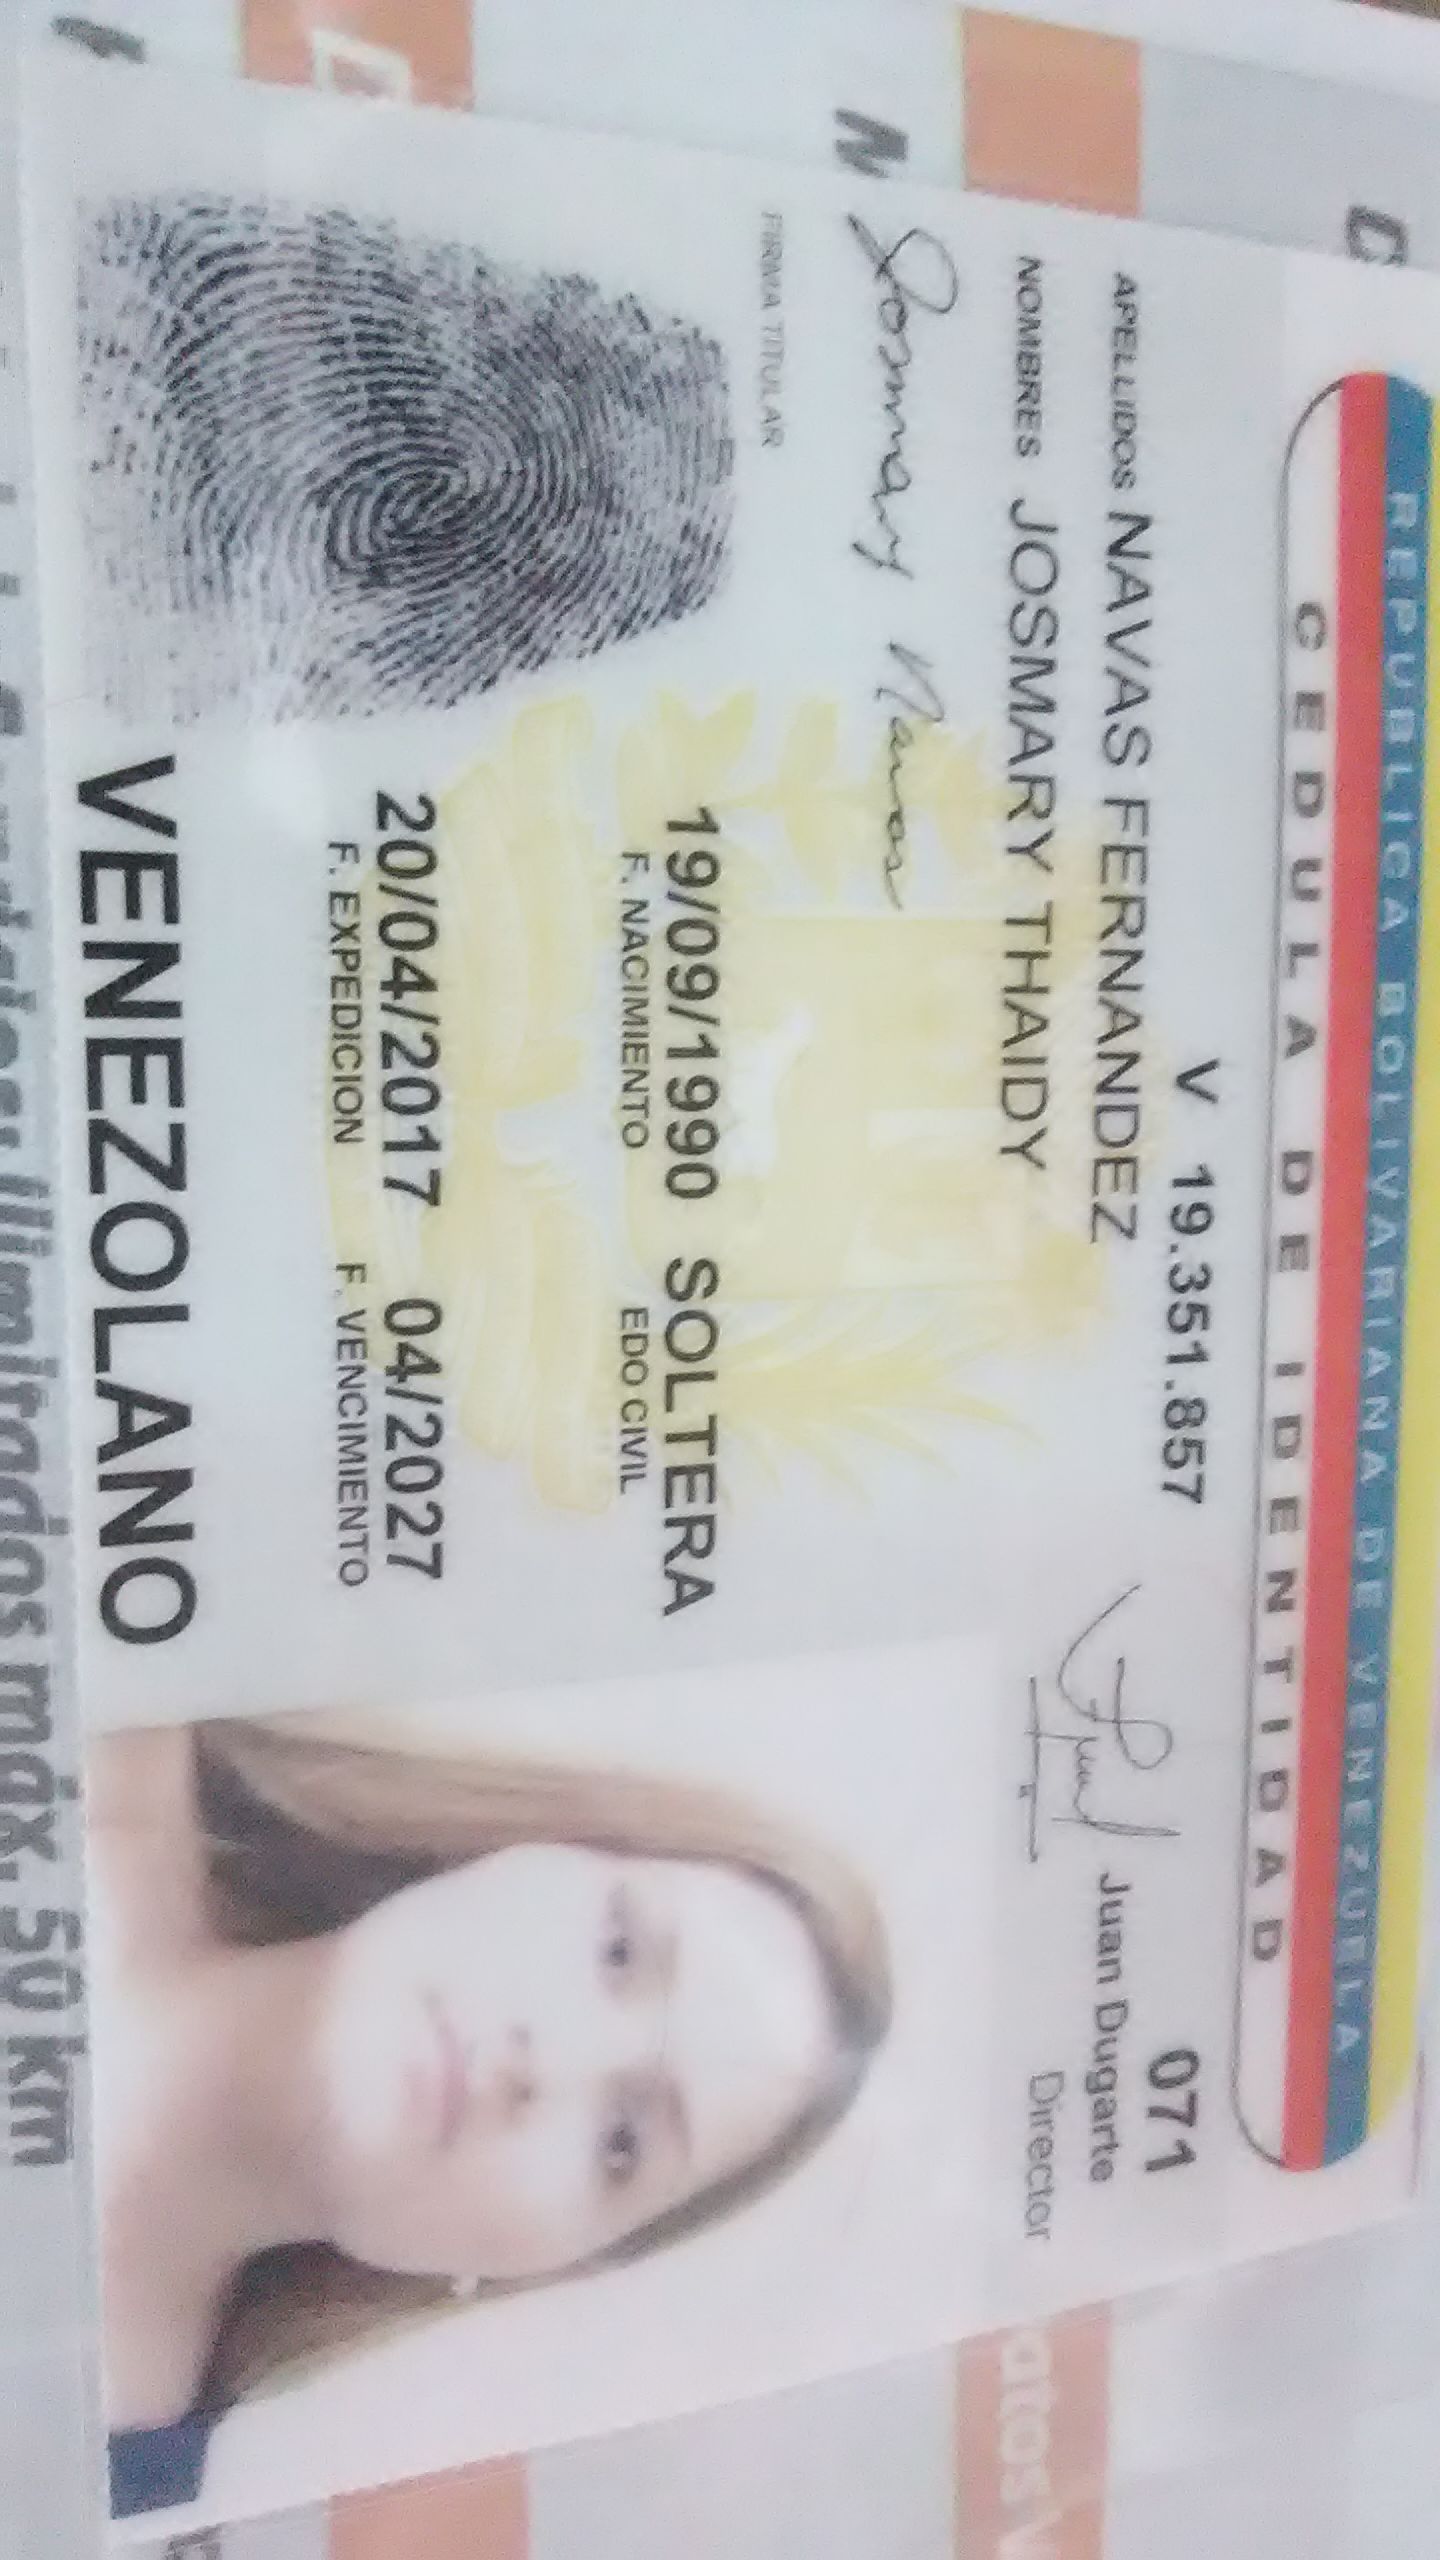 REPUBLICA BOLIVARIANA DE VENEZUELA
CEDULA DE IDENTIDAD
V 19.351.857
071
APELLIDOS NAVAS FERNANDEZ
Juan Dugarte
NOMBRES JOSMARY THAIDY
Director
Josmary Navas
FIRMA TITULAR
19/09/1990 SOLTERA
F. NACIMIENTO EDO CIVIL
20/04/2017 04/2027
F. EXPEDICION F. VENCIMIENTO
VENEZOLANO
ilimitados máx. 50 km